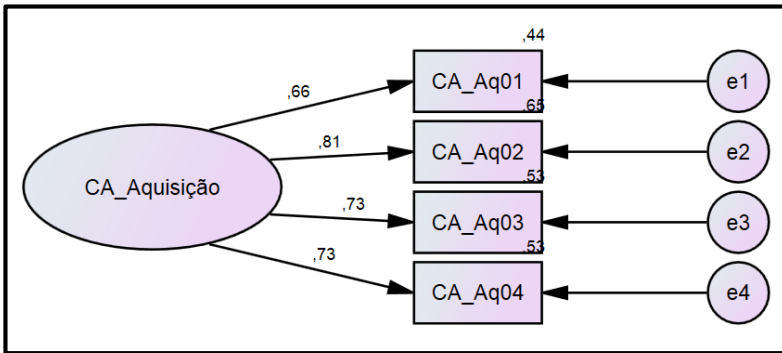 ,44
CA_Aq01
e1
,66
,65
CA_Aq02
e2
,81
CA_Aquisição
,53
CA_Aq03
e3
,73
,53
CA_Aq04
e4
,73